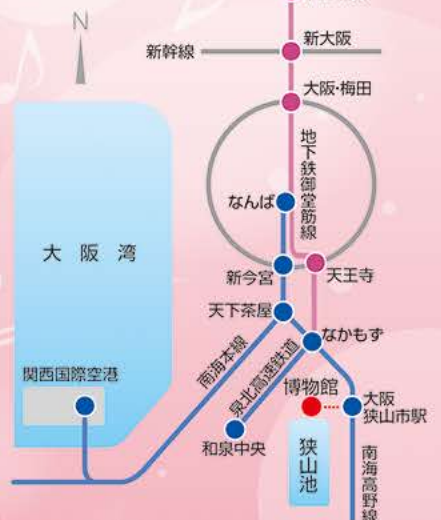 N
新幹線
新大阪
大阪・梅田
地下鉄御堂筋線
なんば
大阪湾
新今宮
天王寺
天下茶屋
なかもず
南海本線
泉北高速鉄道
関西国際空港
博物館
大阪
狭山市駅
和泉中央
狭山池
南海高野線